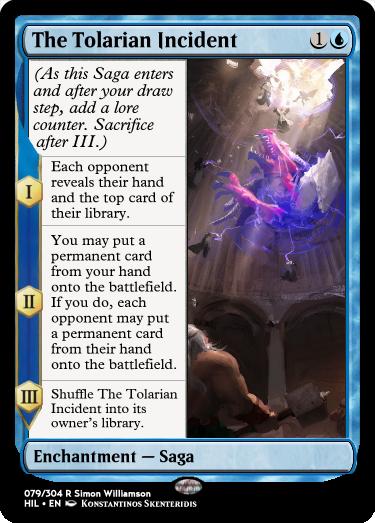 The Tolarian Incident 1
(As this Saga enters
and after your draw
step, add a lore
counter. Sacrifice
after III.)
I
Each opponent
reveals their hand
and the top card of
their library.
II
You may put a
permanent card
from your hand
onto the battlefield.
If you do, each
opponent may put
a permanent card
from their hand
onto the battlefield.
III
Shuffle The Tolarian
Incident into its
owner's library.
Enchantment — Saga
079/304 R Simon Williamson
HIL • EN Konstantinos Skenteridis